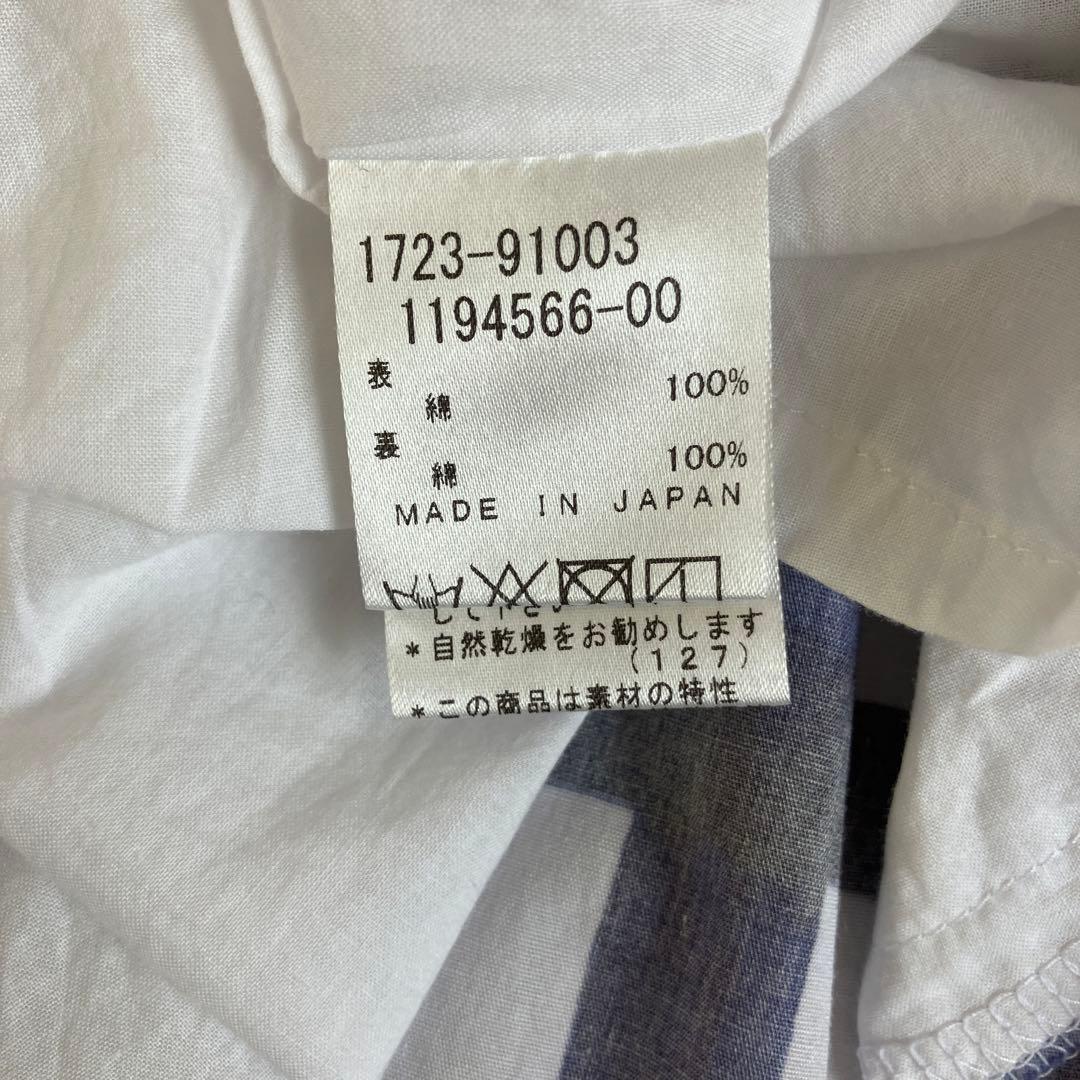 1723-91003
1194566-00
表
綿 100%
裏
綿 100%
MADE IN JAPAN
*自然乾燥をお勧めします
(127)
*この商品は素材の特性